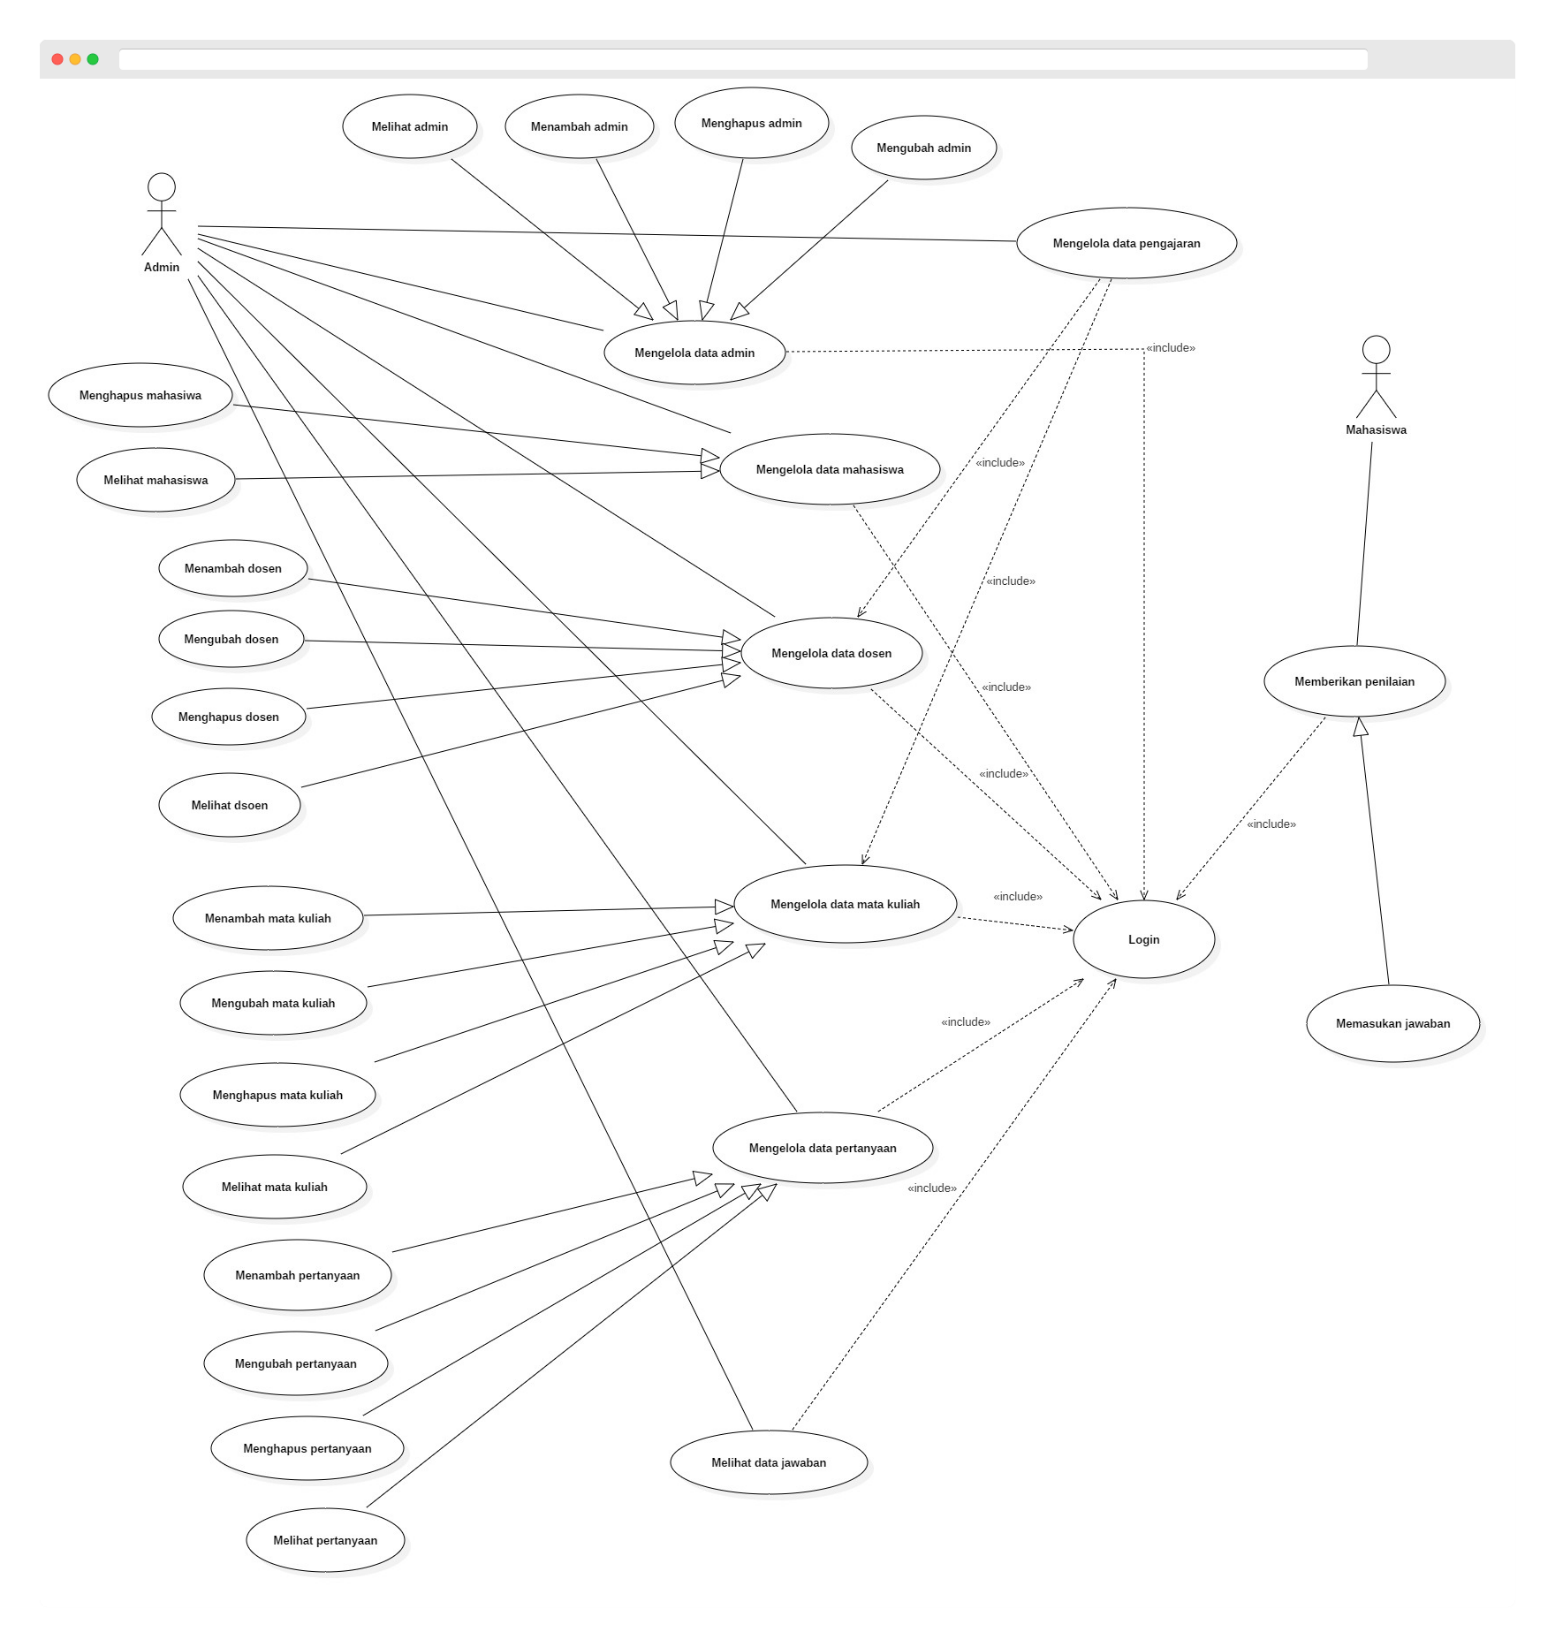 Melihat admin
Menambah admin
Menghapus admin
Mengubah admin
Mengelola data pengajaran
Admin
Mengelola data admin
«include»
Menghapus mahasiwa
Mahasiswa
Mengelola data mahasiswa
«include»
Melihat mahasiswa
Menambah dosen
«include»
Mengubah dosen
Mengelola data dosen
Memberikan penilaian
«include»
Menghapus dosen
«include»
Melihat dsoen
«include»
Mengelola data mata kuliah
«include»
Menambah mata kuliah
Login
Mengubah mata kuliah
«include»
Memasukan jawaban
Menghapus mata kuliah
Mengelola data pertanyaan
Melihat mata kuliah
«include»
Menambah pertanyaan
Mengubah pertanyaan
Menghapus pertanyaan
Melihat data jawaban
Melihat pertanyaan